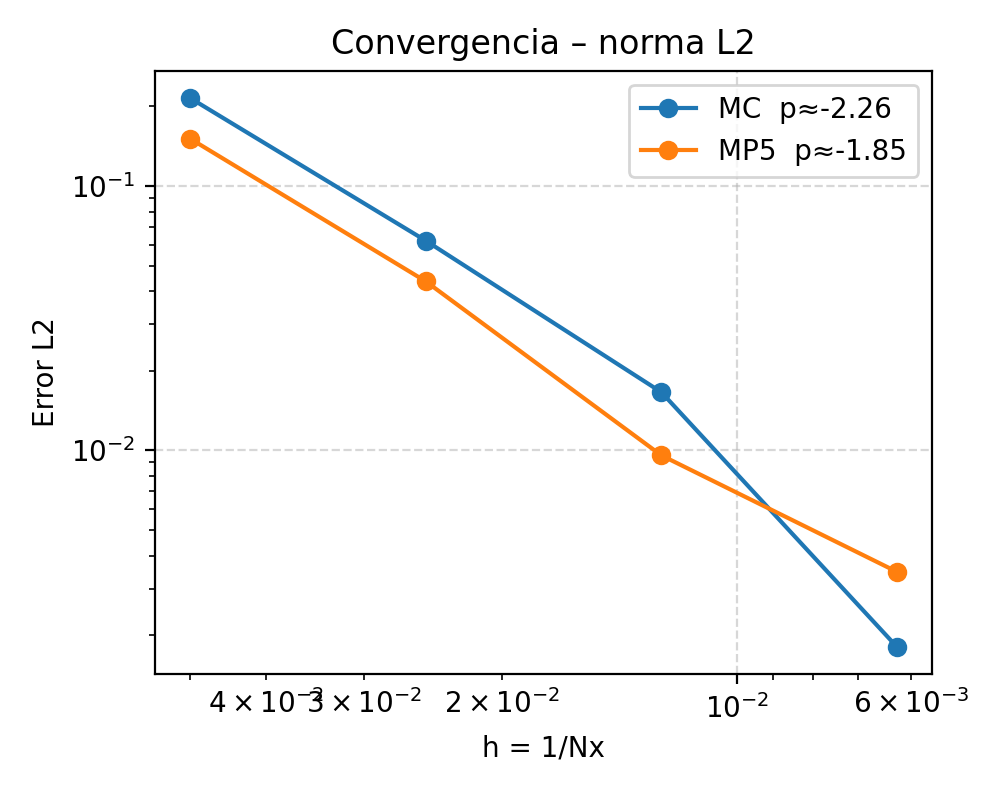 Convergencia – norma L2
MC p≈-2.26
MP5 p≈-1.85
10⁻¹
10⁻²
Error L2
4 × 10⁻²
3 × 10⁻²
2 × 10⁻²
10⁻²
6 × 10⁻³
h = 1/Nx